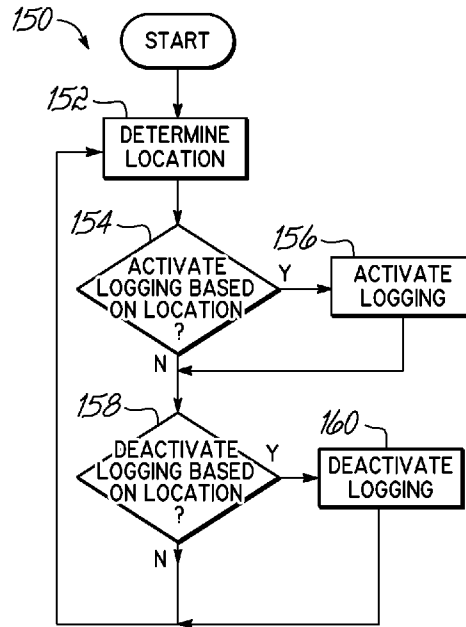 150
START
152
DETERMINE
LOCATION
154
ACTIVATE
LOGGING BASED
ON LOCATION
?
Y
156
ACTIVATE
LOGGING
N
158
DEACTIVATE
LOGGING BASED
ON LOCATION
?
Y
160
DEACTIVATE
LOGGING
N